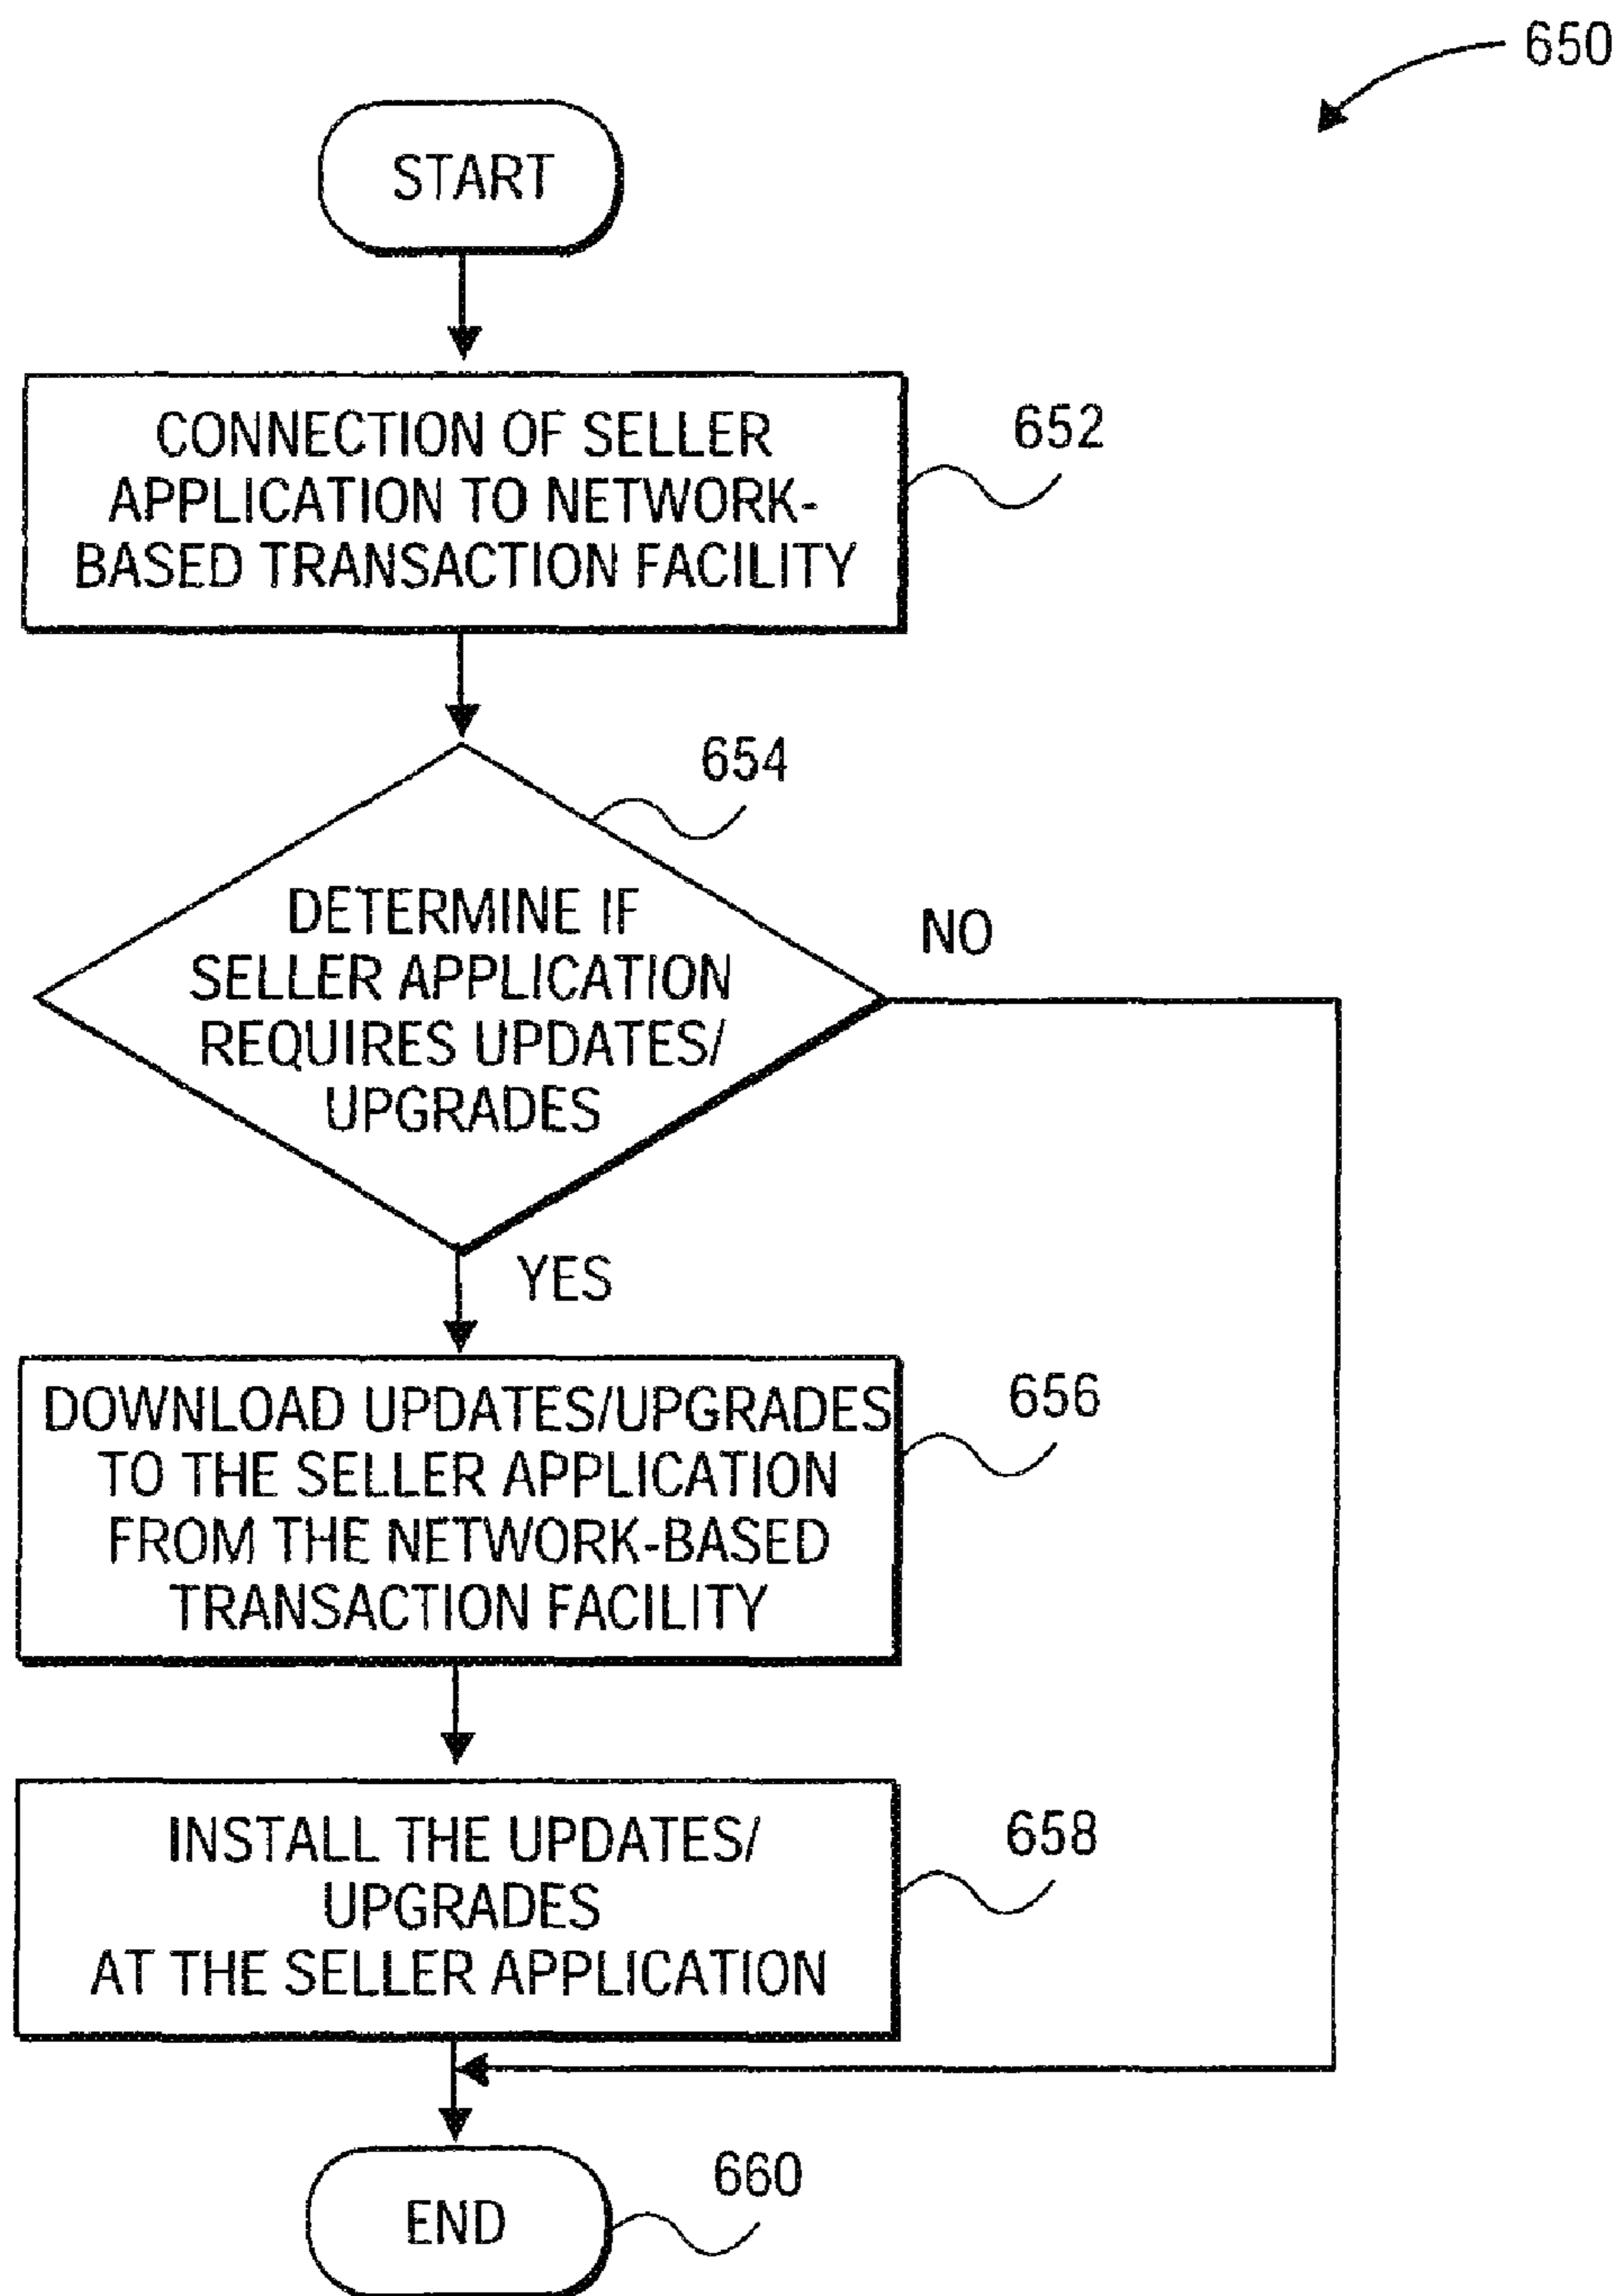 650
START
CONNECTION OF SELLER
APPLICATION TO NETWORK-
BASED TRANSACTION FACILITY
652
654
DETERMINE IF
SELLER APPLICATION
REQUIRES UPDATES/
UPGRADES
NO
YES
DOWNLOAD UPDATES/UPGRADES
TO THE SELLER APPLICATION
FROM THE NETWORK-BASED
TRANSACTION FACILITY
656
INSTALL THE UPDATES/
UPGRADES
AT THE SELLER APPLICATION
658
END
660